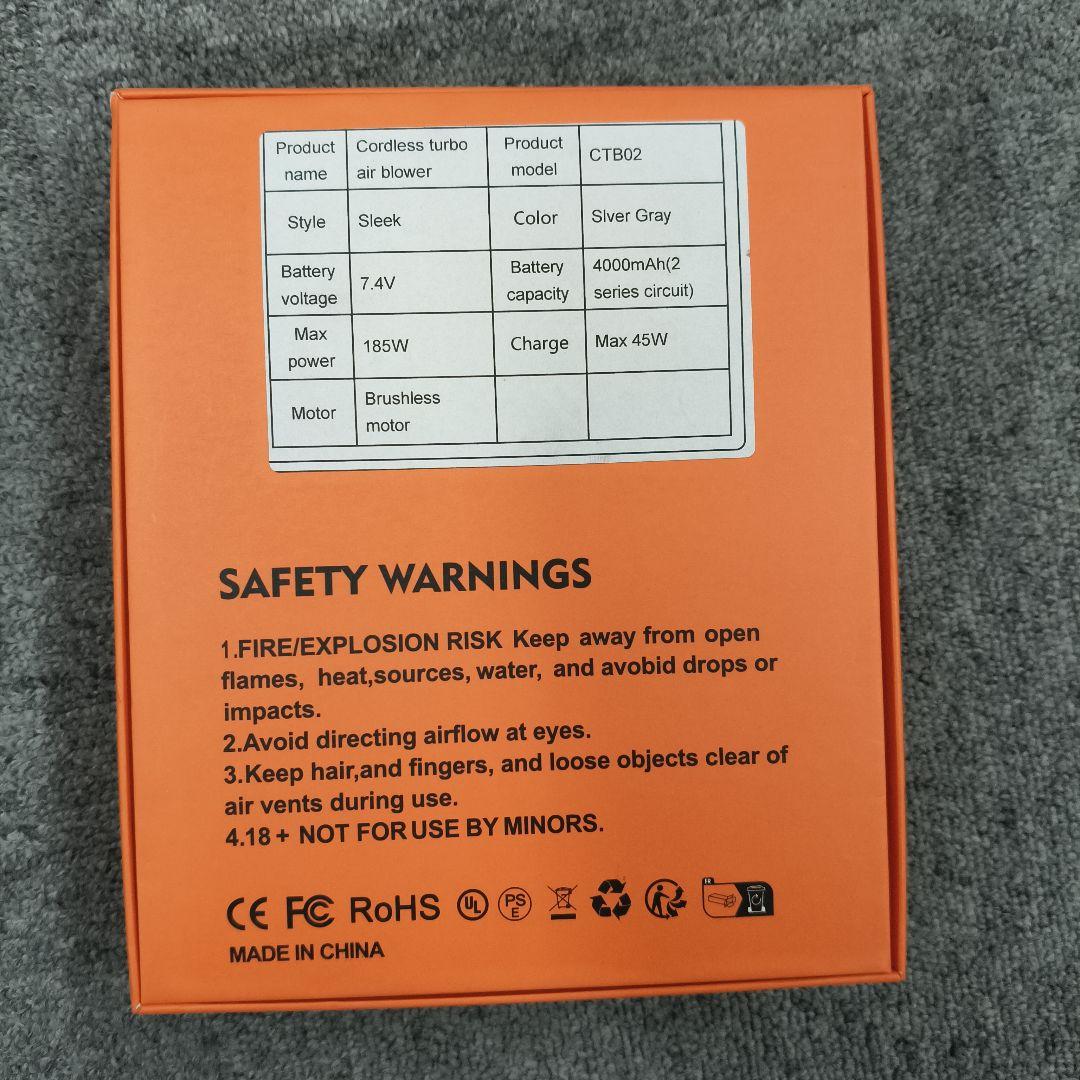 Product name
Cordless turbo air blower
Product model
CTB02
Style
Sleek
Color
Slver Gray
Battery voltage
7.4V
Battery capacity
4000mAh(2 series circuit)
Max power
185W
Charge
Max 45W
Motor
Brushless motor
SAFETY WARNINGS
1.FIRE/EXPLOSION RISK Keep away from open
flames, heat,sources, water, and avobid drops or
impacts.
2.Avoid directing airflow at eyes.
3.Keep hair,and fingers, and loose objects clear of
air vents during use.
4.18+ NOT FOR USE BY MINORS.
CE FC RoHS UL PSE FR
MADE IN CHINA